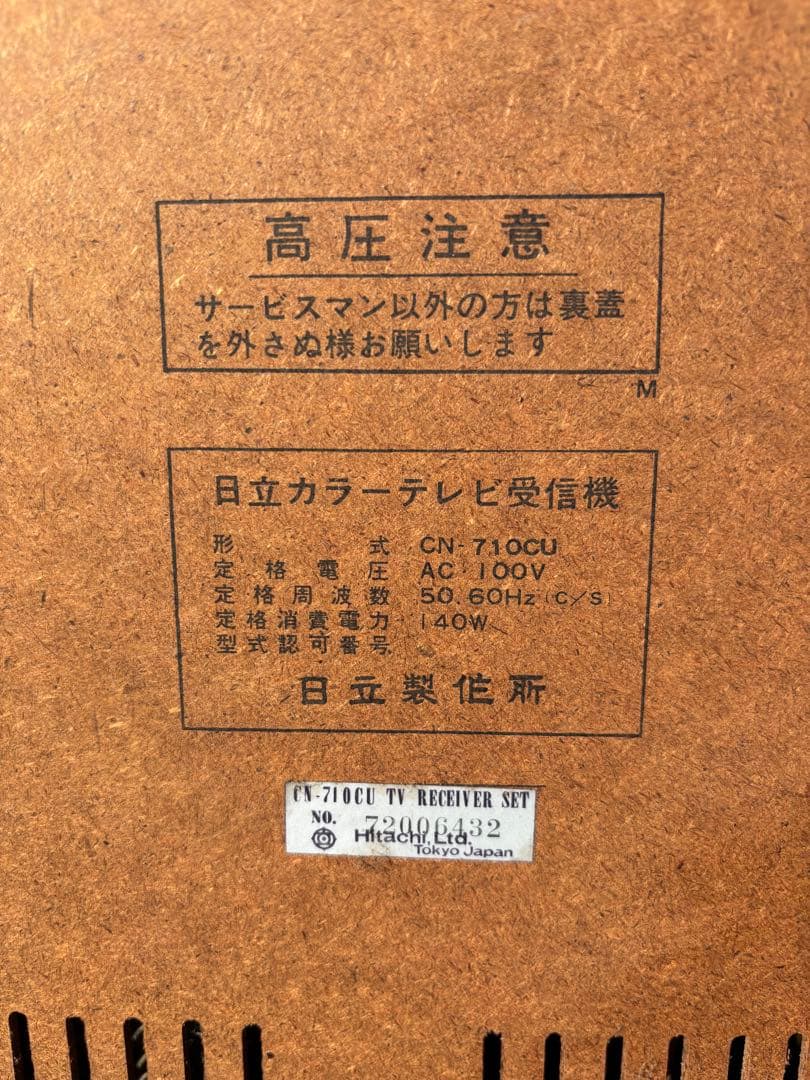 高圧注意
サービスマン以外の方は裏蓋
を外さぬ様お願いします
M
日立カラーテレビ受信機
形式 CN-710CU
定格電圧 AC 100V
定格周波数 50.60Hz(C/S)
定格消費電力 140W
型式認可番号
日立製作所
CN-710CU TV RECEIVER SET
NO. 72006432
Hitachi, Ltd.
Tokyo Japan